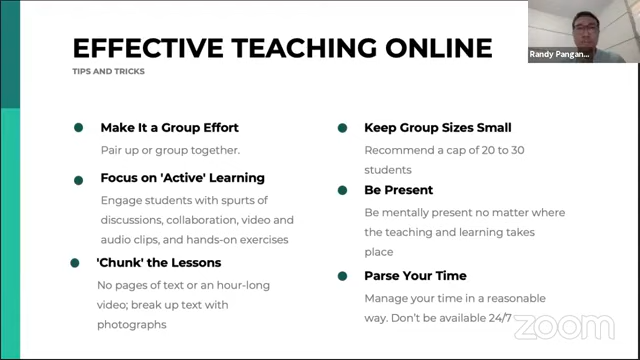 EFFECTIVE TEACHING ONLINE
TIPS AND TRICKS
Make It a Group Effort
Pair up or group together.
Focus on 'Active' Learning
Engage students with spurts of
discussions, collaboration, video and
audio clips, and hands-on exercises
'Chunk' the Lessons
No pages of text or an hour-long
video; break up text with
photographs
Keep Group Sizes Small
Recommend a cap of 20 to 30
students
Be Present
Be mentally present no matter where
the teaching and learning takes
place
Parse Your Time
Manage your time in a reasonable
way. Don't be available 24/7
Randy Pangan...
zoom